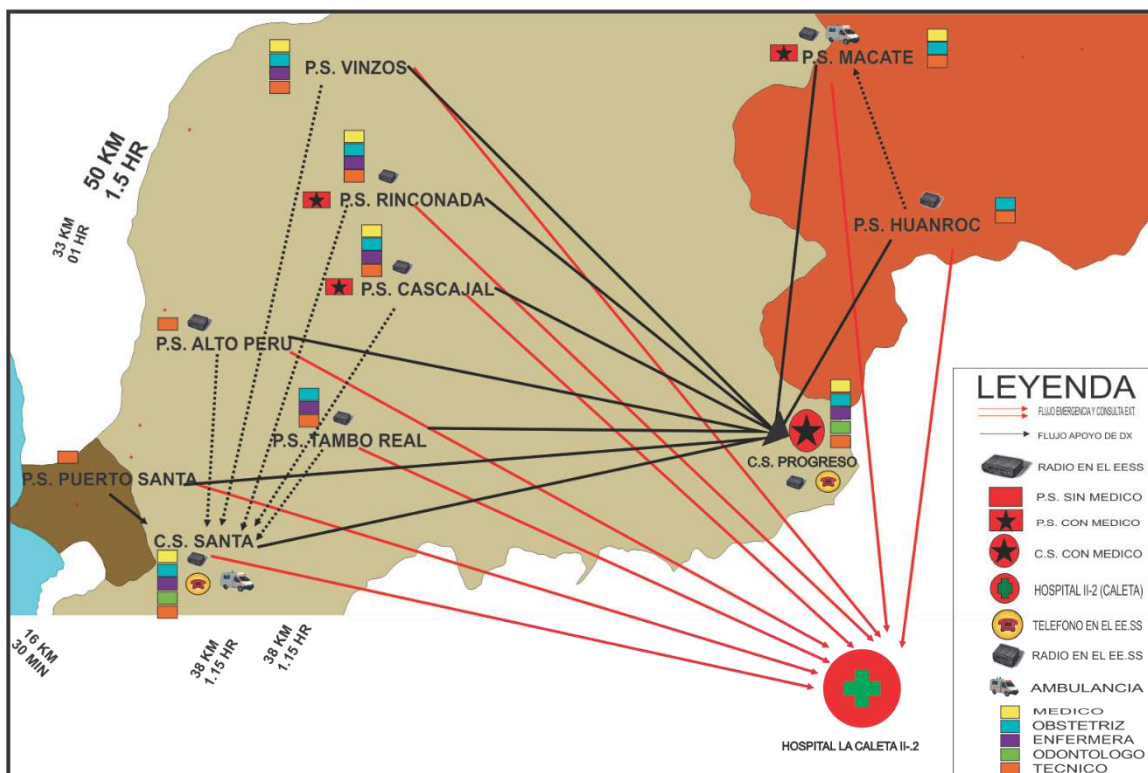 P.S. VINZOS
P.S. MACATE
50 KM
1.5 HR
P.S. RINCONADA
P.S. HUANROC
33 KM
01 HR
P.S. CASCAJAL
P.S. ALTO PERU
P.S. TAMBO REAL
C.S. PROGRESO
P.S. PUERTO SANTA
C.S. SANTA
16 KM
30 MIN
38 KM
1.15 HR
38 KM
1.15 HR
HOSPITAL LA CALETA II-.2
LEYENDA
FLUJO EMERGENCIA Y CONSULTA EXT.
FLUJO APOYO DE DX
RADIO EN EL EESS
P.S. SIN MEDICO
P.S. CON MEDICO
C.S. CON MEDICO
HOSPITAL II-2 (CALETA)
TELEFONO EN EL EE.SS
RADIO EN EL EE.SS
AMBULANCIA
MEDICO
OBSTETRIZ
ENFERMERA
ODONTOLOGO
TECNICO